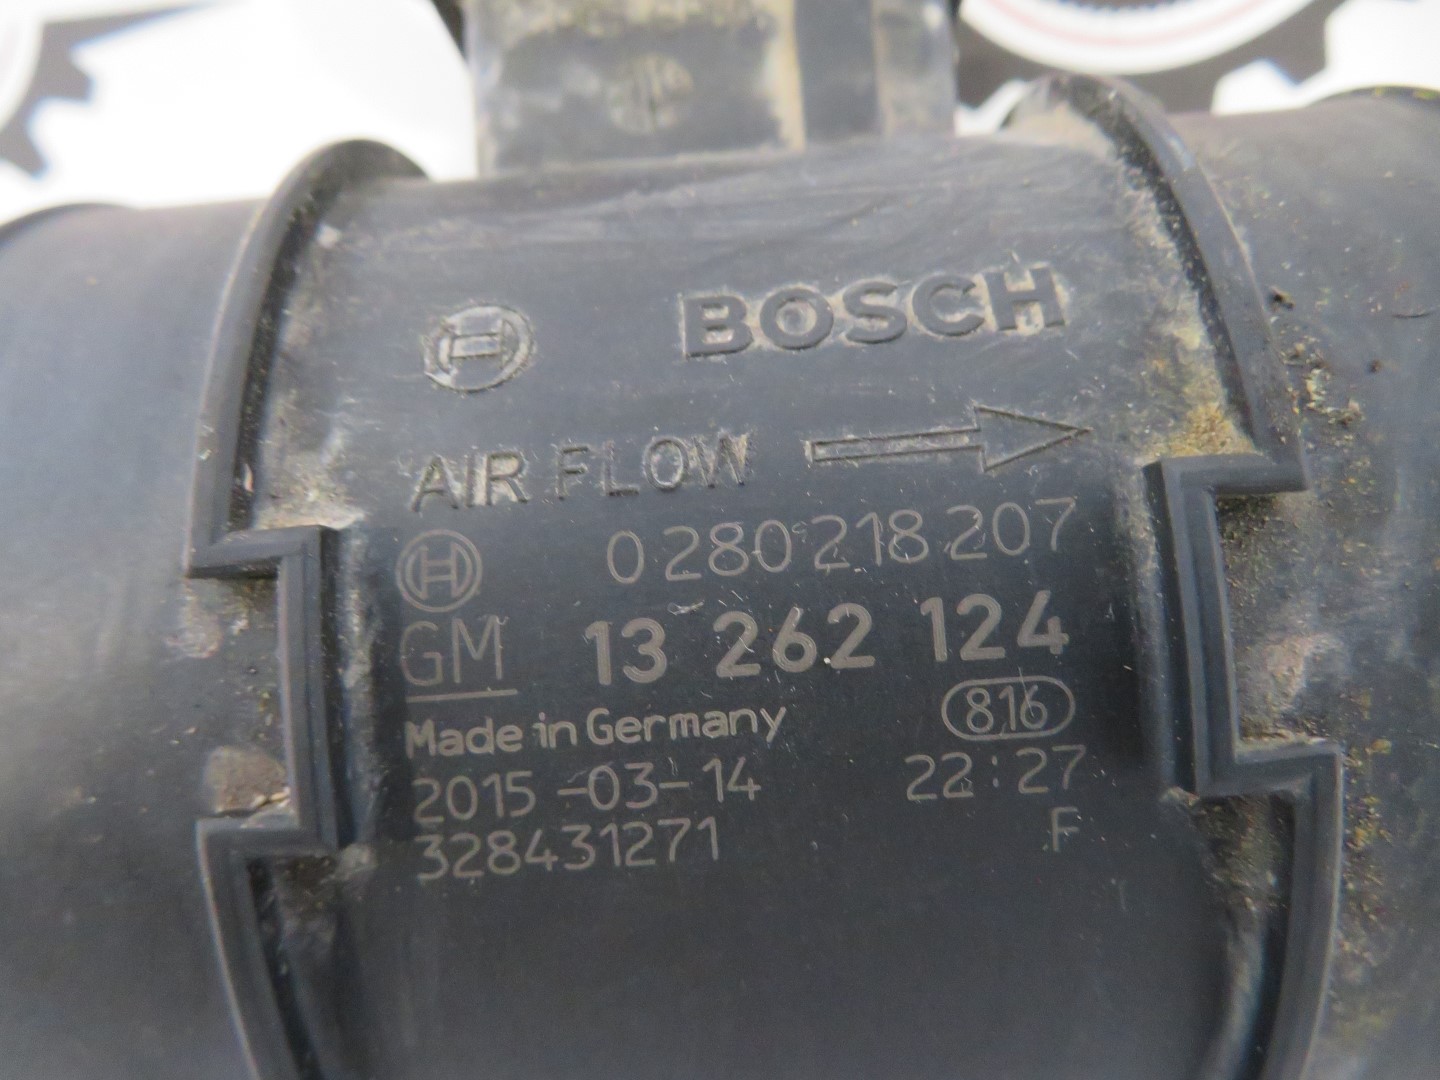 BOSCH
AIR FLOW
0 280 218 207
GM 13 262 124
Made in Germany 816
2015-03-14 22:27
328431271 F